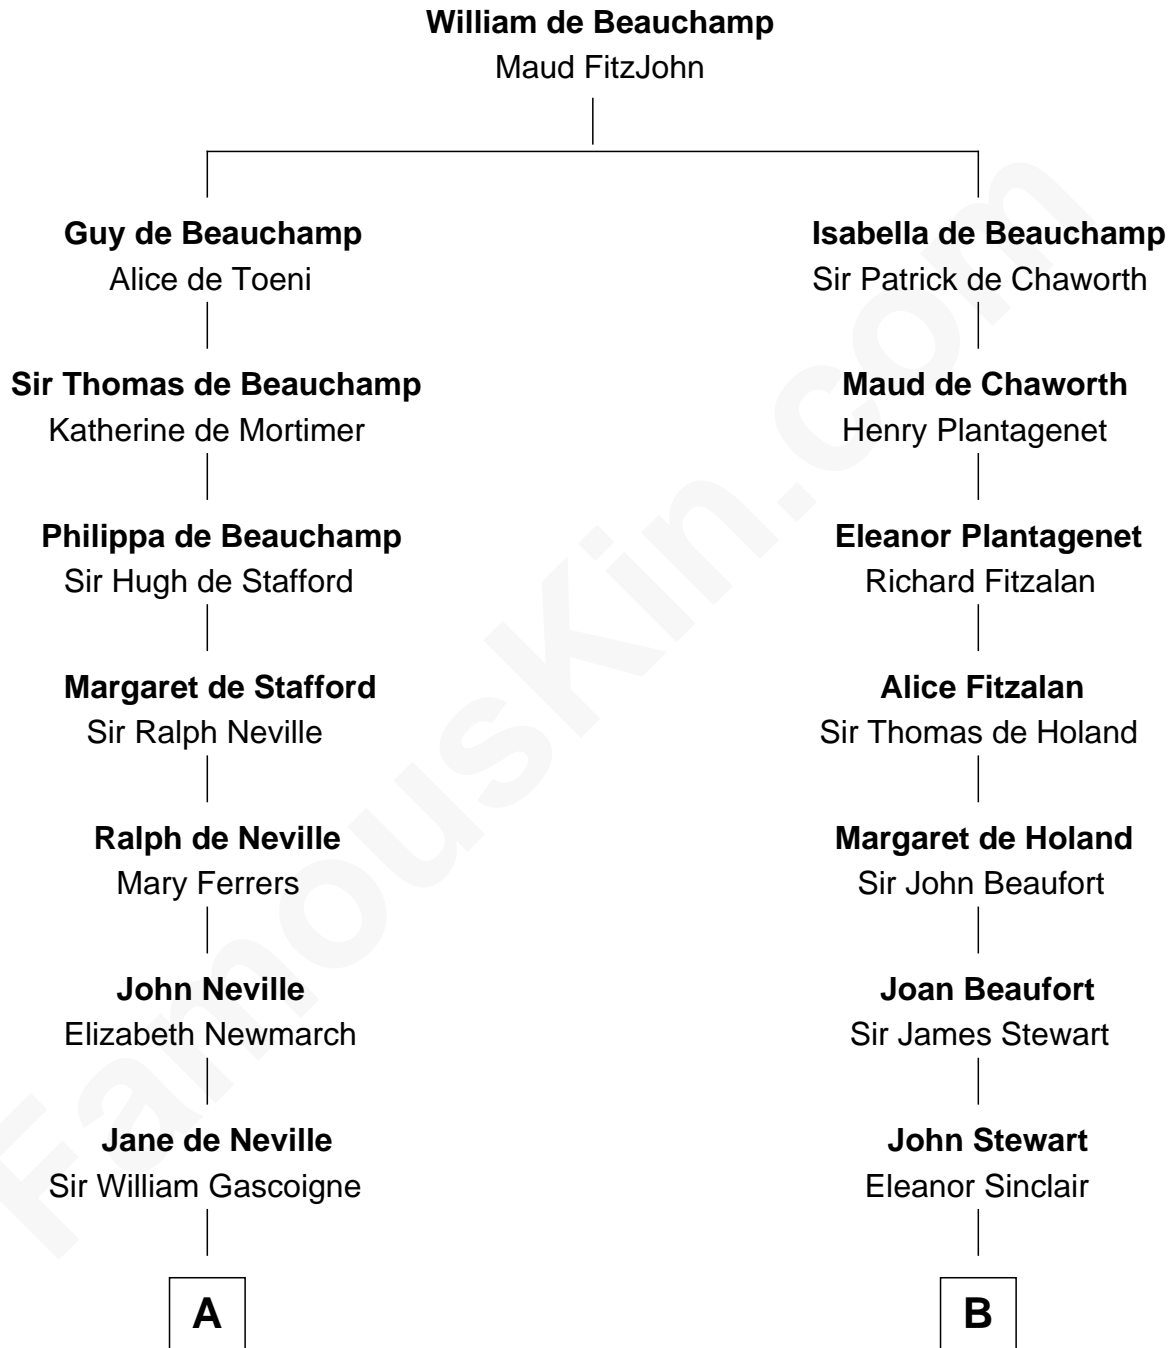 William de Beauchamp
Maud FitzJohn
Guy de Beauchamp
Alice de Toeni
Isabella de Beauchamp
Sir Patrick de Chaworth
Sir Thomas de Beauchamp
Katherine de Mortimer
Maud de Chaworth
Henry Plantagenet
Philippa de Beauchamp
Sir Hugh de Stafford
Eleanor Plantagenet
Richard Fitzalan
Margaret de Stafford
Sir Ralph Neville
Alice Fitzalan
Sir Thomas de Holand
Ralph de Neville
Mary Ferrers
Margaret de Holand
Sir John Beaufort
John Neville
Elizabeth Newmarch
Joan Beaufort
Sir James Stewart
Jane de Neville
Sir William Gascoigne
John Stewart
Eleanor Sinclair
A
B
FamousKin.com